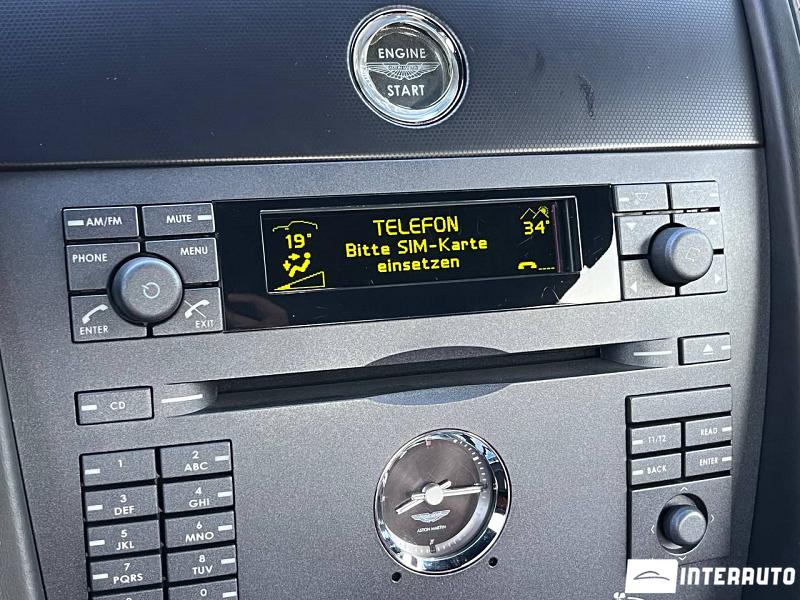 ENGINE
START
AM/FM
MUTE
PHONE
MENU
ENTER
EXIT
19°
TELEFON
Bitte SIM-Karte
einsetzen
34°
CD
1
2
ABC
3
DEF
4
GHI
5
JKL
6
MNO
7
PQRS
8
TUV
0
11/12
READ
BACK
ENTER
ASTON MARTIN
INTERAUTO